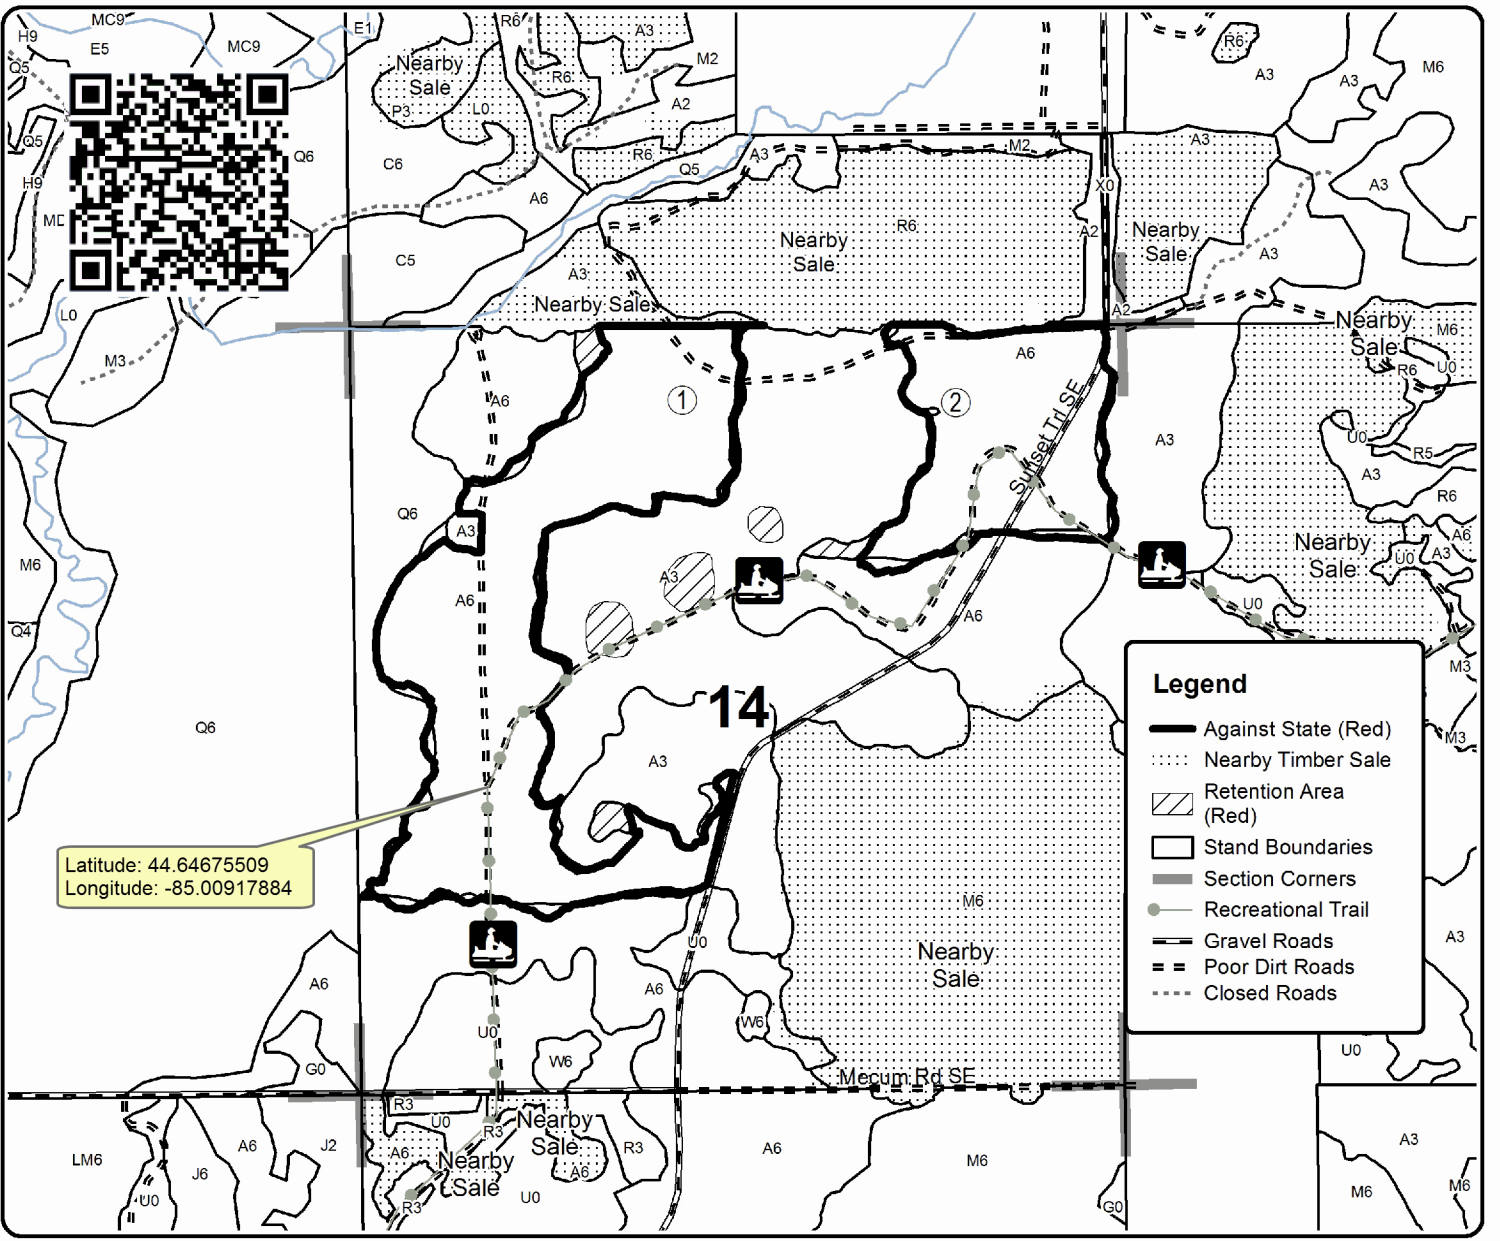 MC9
E1
R6
A3
H9
E5
MC9
Nearby
Sale
M2
R6
A3
A3
M6
Q5
R6
P3
L0
A2
Q5
Q6
C6
R6
Q5
A3
M2
A3
H9
A6
X0
A3
MD
R6
A2
Nearby
Sale
Nearby
Sale
C5
A3
A3
Nearby Sale
L0
A2
Nearby
Sale
M6
M3
A6
R6
U0
A6
1
2
Sunset Trl SE
A3
U0
R5
A3
Q6
A3
R6
Nearby
Sale
A6
A3
U0
M6
A3
A6
U0
Q4
A6
M3
14
Q6
A3
M3
Latitude: 44.64675509
Longitude: -85.00917884
Legend
Against State (Red)
Nearby Timber Sale
Retention Area
(Red)
Stand Boundaries
Section Corners
Recreational Trail
Gravel Roads
Poor Dirt Roads
Closed Roads
M6
Nearby
Sale
U0
A3
A6
A6
U0
W6
W6
G0
U0
Mecum Rd SE
R3
U0
R3
Nearby
Sale
A6
Nearby
Sale
A6
R3
U0
R3
LM6
A6
J2
J6
U0
A6
M6
G0
A3
M6
M6